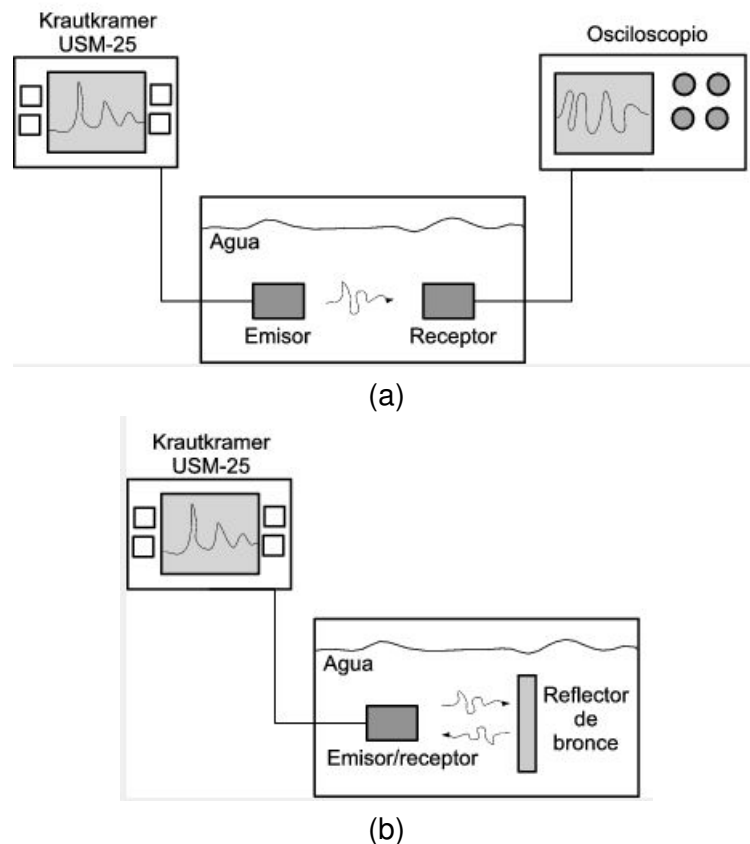 Krautkramer
USM-25
Osciloscopio
Agua
Emisor
Receptor
(a)
Krautkramer
USM-25
Agua
Reflector
de
bronce
Emisor/receptor
(b)